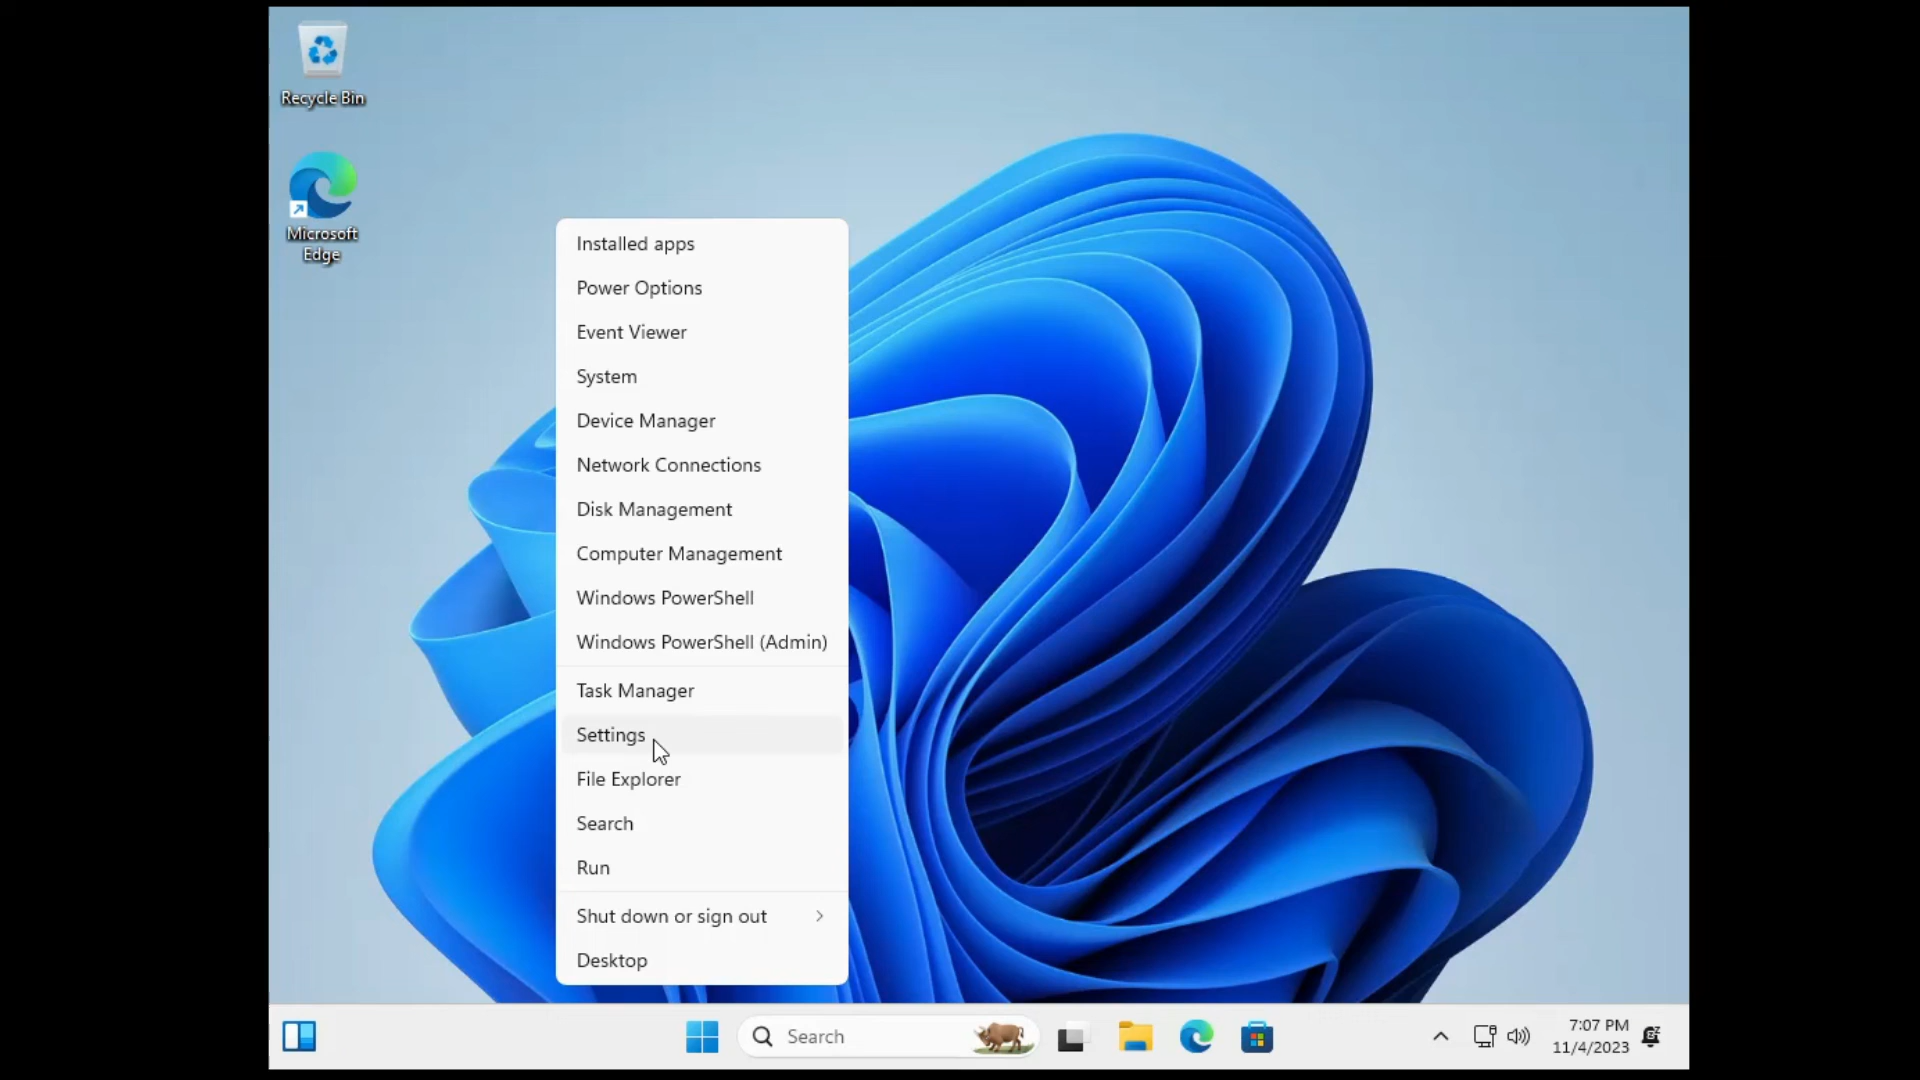 Recycle Bin
Microsoft
Edge
Installed apps
Power Options
Event Viewer
System
Device Manager
Network Connections
Disk Management
Computer Management
Windows PowerShell
Windows PowerShell (Admin)
Task Manager
Settings
File Explorer
Search
Run
Shut down or sign out
Desktop
Search
7:07 PM
11/4/2023